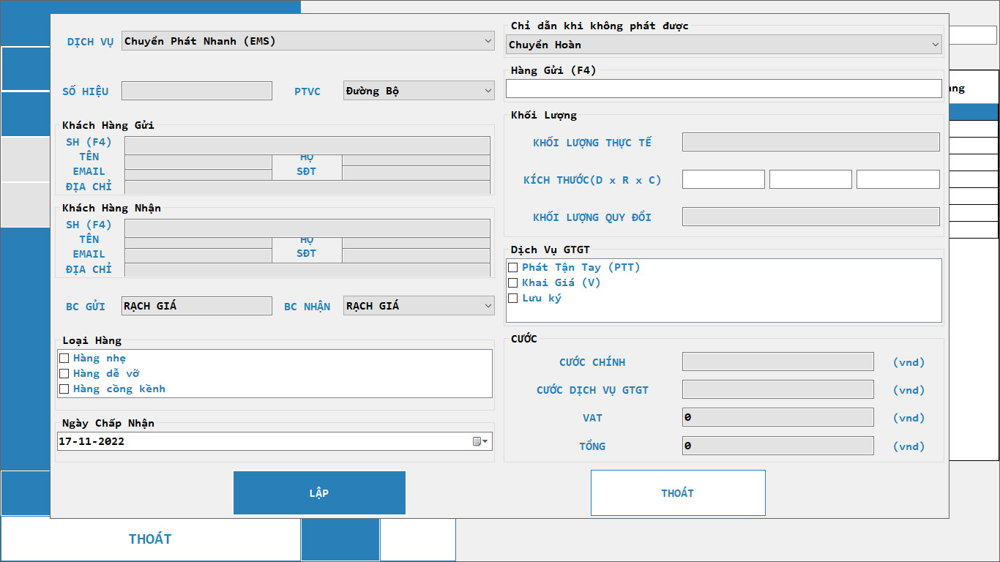 DỊCH VỤ Chuyển Phát Nhanh (EMS)
SỐ HIỆU PTVC Đường Bộ
Khách Hàng Gửi
SH (F4)
TÊN HỌ
EMAIL SĐT
ĐỊA CHỈ
Khách Hàng Nhận
SH (F4)
TÊN HỌ
EMAIL SĐT
ĐỊA CHỈ
BC GỬI RẠCH GIÁ BC NHẬN RẠCH GIÁ
Loại Hàng
Hàng nhẹ
Hàng dễ vỡ
Hàng cồng kềnh
Ngày Chấp Nhận
17-11-2022
LẬP
Chỉ dẫn khi không phát được
Chuyển Hoàn
Hàng Gửi (F4)
Khối Lượng
KHỐI LƯỢNG THỰC TẾ
KÍCH THƯỚC(D x R x C)
KHỐI LƯỢNG QUY ĐỔI
Dịch Vụ GTGT
Phát Tận Tay (PTT)
Khai Giá (V)
Lưu ký
CƯỚC
CƯỚC CHÍNH (vnd)
CƯỚC DỊCH VỤ GTGT (vnd)
VAT 0 (vnd)
TỔNG 0 (vnd)
THOÁT
THOÁT